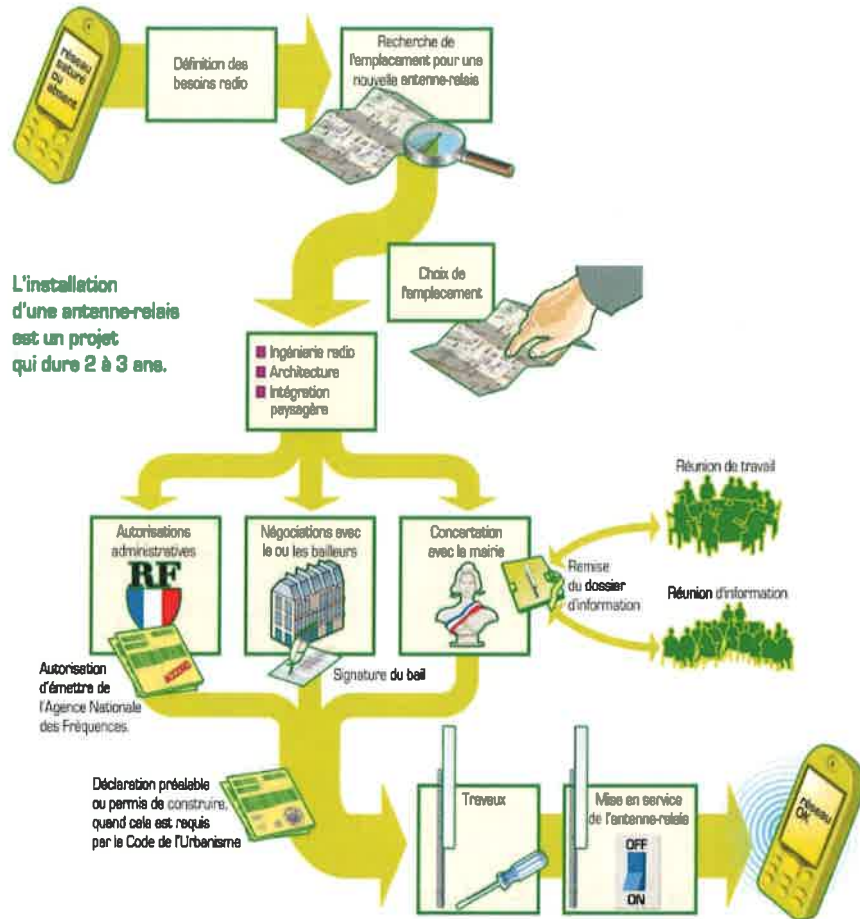 réseau
saturé
ou
absent
Définition des
besoins radio
Recherche de
l'emplacement pour une
nouvelle antenne-relais
L'installation
d'une antenne-relais
est un projet
qui dure 2 à 3 ans.
Choix de
l'emplacement
Ingénierie radio
Architecture
Intégration
paysagère
Autorisations
administratives
RF
Négociations avec
le ou les bailleurs
Concertation
avec la mairie
Remise
du dossier
d'information
Réunion de travail
Réunion d'information
Autorisation
d'émettre de
l'Agence Nationale
des Fréquences.
Signature du bail
Déclaration préalable
ou permis de construire,
quand cela est requis
par le Code de l'Urbanisme
Travaux
Mise en service
de l'antenne-relais
OFF
ON
réseau
OK